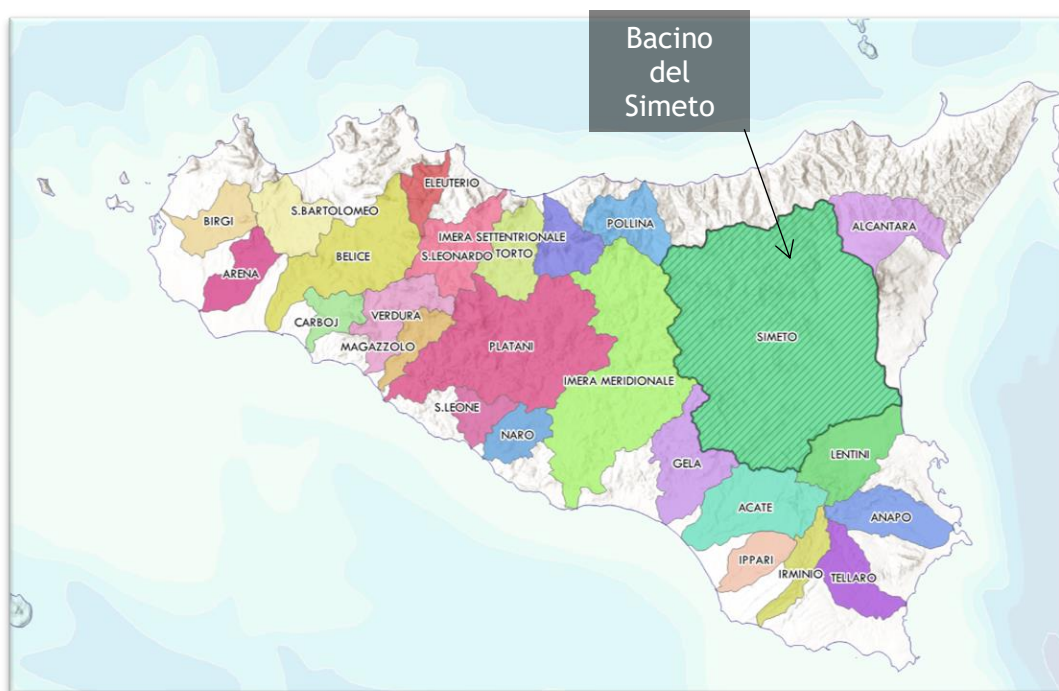 Bacino
del
Simeto
ELEUTERIO
BIRGI
S.BARTOLOMEO
IMERA SETTENTRIONALE
POLLINA
ALCANTARA
ARENA
BELICE
S.LEONARDO
TORTO
CARBOJ
VERDURA
MAGAZZOLO
PLATANI
SIMETO
IMERA MERIDIONALE
S.LEONE
NARO
GELA
LENTINI
ACATE
ANAPO
IPPARI
IRMINIO
TELLARO